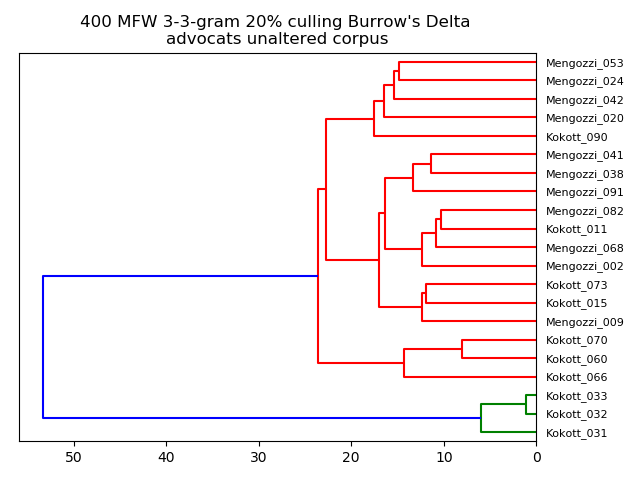 400 MFW 3-3-gram 20% culling Burrow's Delta
advocats unaltered corpus
Mengozzi_053
Mengozzi_024
Mengozzi_042
Mengozzi_020
Kokott_090
Mengozzi_041
Mengozzi_038
Mengozzi_091
Mengozzi_082
Kokott_011
Mengozzi_068
Mengozzi_002
Kokott_073
Kokott_015
Mengozzi_009
Kokott_070
Kokott_060
Kokott_066
Kokott_033
Kokott_032
Kokott_031
50 40 30 20 10 0